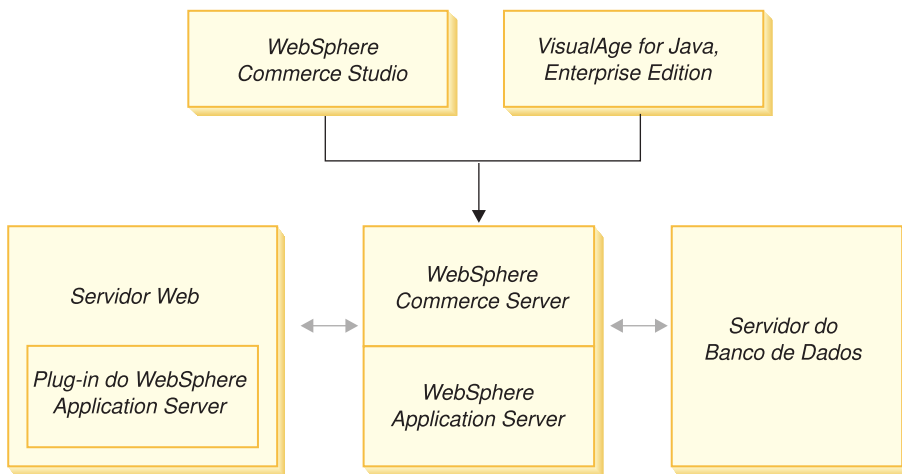 WebSphere
Commerce Studio
VisualAge for Java,
Enterprise Edition
Servidor Web
Plug-in do WebSphere
Application Server
WebSphere
Commerce Server
WebSphere
Application Server
Servidor do
Banco de Dados